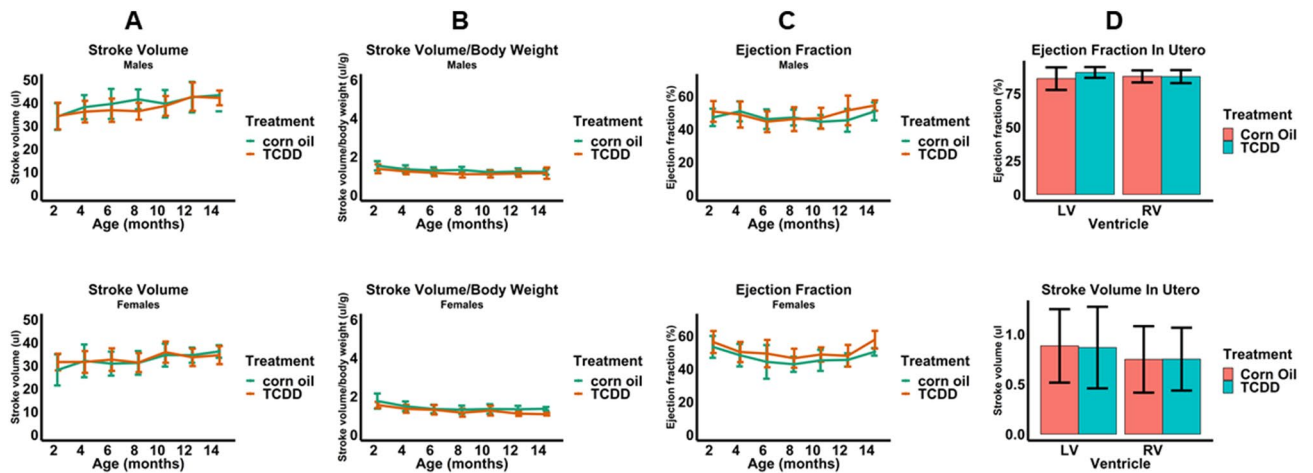 A
B
C
D
Stroke Volume
Males
Stroke volume (ul)
50
40
30
20
10
0
2 4 6 8 10 12 14
Age (months)
Treatment
corn oil
TCDD
Stroke Volume/Body Weight
Males
Stroke volume/body weight (ul/g)
6
4
2
0
2 4 6 8 10 12 14
Age (months)
Treatment
corn oil
TCDD
Ejection Fraction
Males
Ejection fraction (%)
60
40
20
0
2 4 6 8 10 12 14
Age (months)
Treatment
corn oil
TCDD
Ejection Fraction In Utero
Ejection fraction (%)
75
50
25
0
LV RV
Ventricle
Treatment
Corn Oil
TCDD
Stroke Volume
Females
Stroke volume (ul)
50
40
30
20
10
0
2 4 6 8 10 12 14
Age (months)
Treatment
corn oil
TCDD
Stroke Volume/Body Weight
Females
Stroke volume/body weight (ul/g)
6
4
2
0
2 4 6 8 10 12 14
Age (months)
Treatment
corn oil
TCDD
Ejection Fraction
Females
Ejection fraction (%)
60
40
20
0
2 4 6 8 10 12 14
Age (months)
Treatment
corn oil
TCDD
Stroke Volume In Utero
Stroke volume (ul
1.0
0.5
0.0
LV RV
Ventricle
Treatment
Corn Oil
TCDD